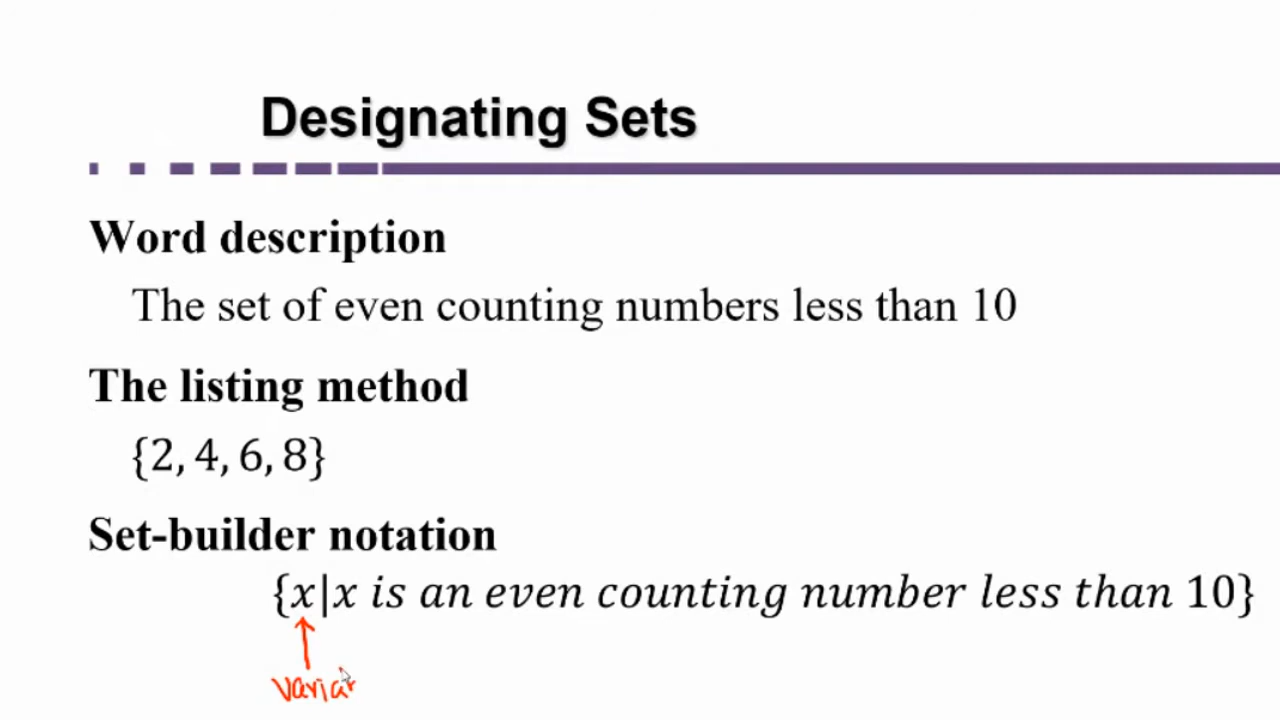 Designating Sets
Word description
The set of even counting numbers less than 10
The listing method
{2, 4, 6, 8}
Set-builder notation
{x|x is an even counting number less than 10}
variar